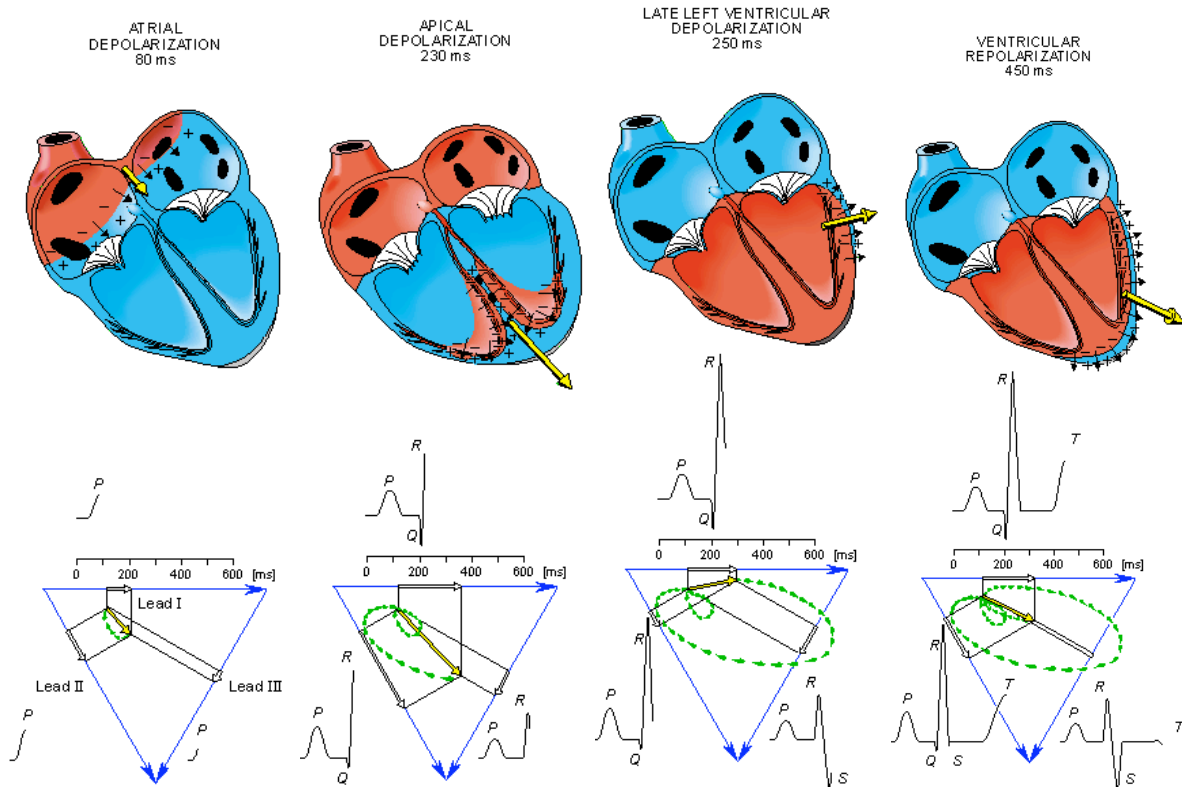 ATRIAL
DEPOLARIZATION
80 ms
APICAL
DEPOLARIZATION
230 ms
LATE LEFT VENTRICULAR
DEPOLARIZATION
250 ms
VENTRICULAR
REPOLARIZATION
450 ms
P
P
R
Q
P
R
Q
P
R
Q
T
0 200 400 600 [ms]
0 200 400 600 [ms]
0 200 400 600 [ms]
0 200 400 600 [ms]
Lead I
Lead II
Lead III
P
P
P
R
Q
P
R
P
R
Q
P
R
S
P
R
Q
S
T
P
R
S
T